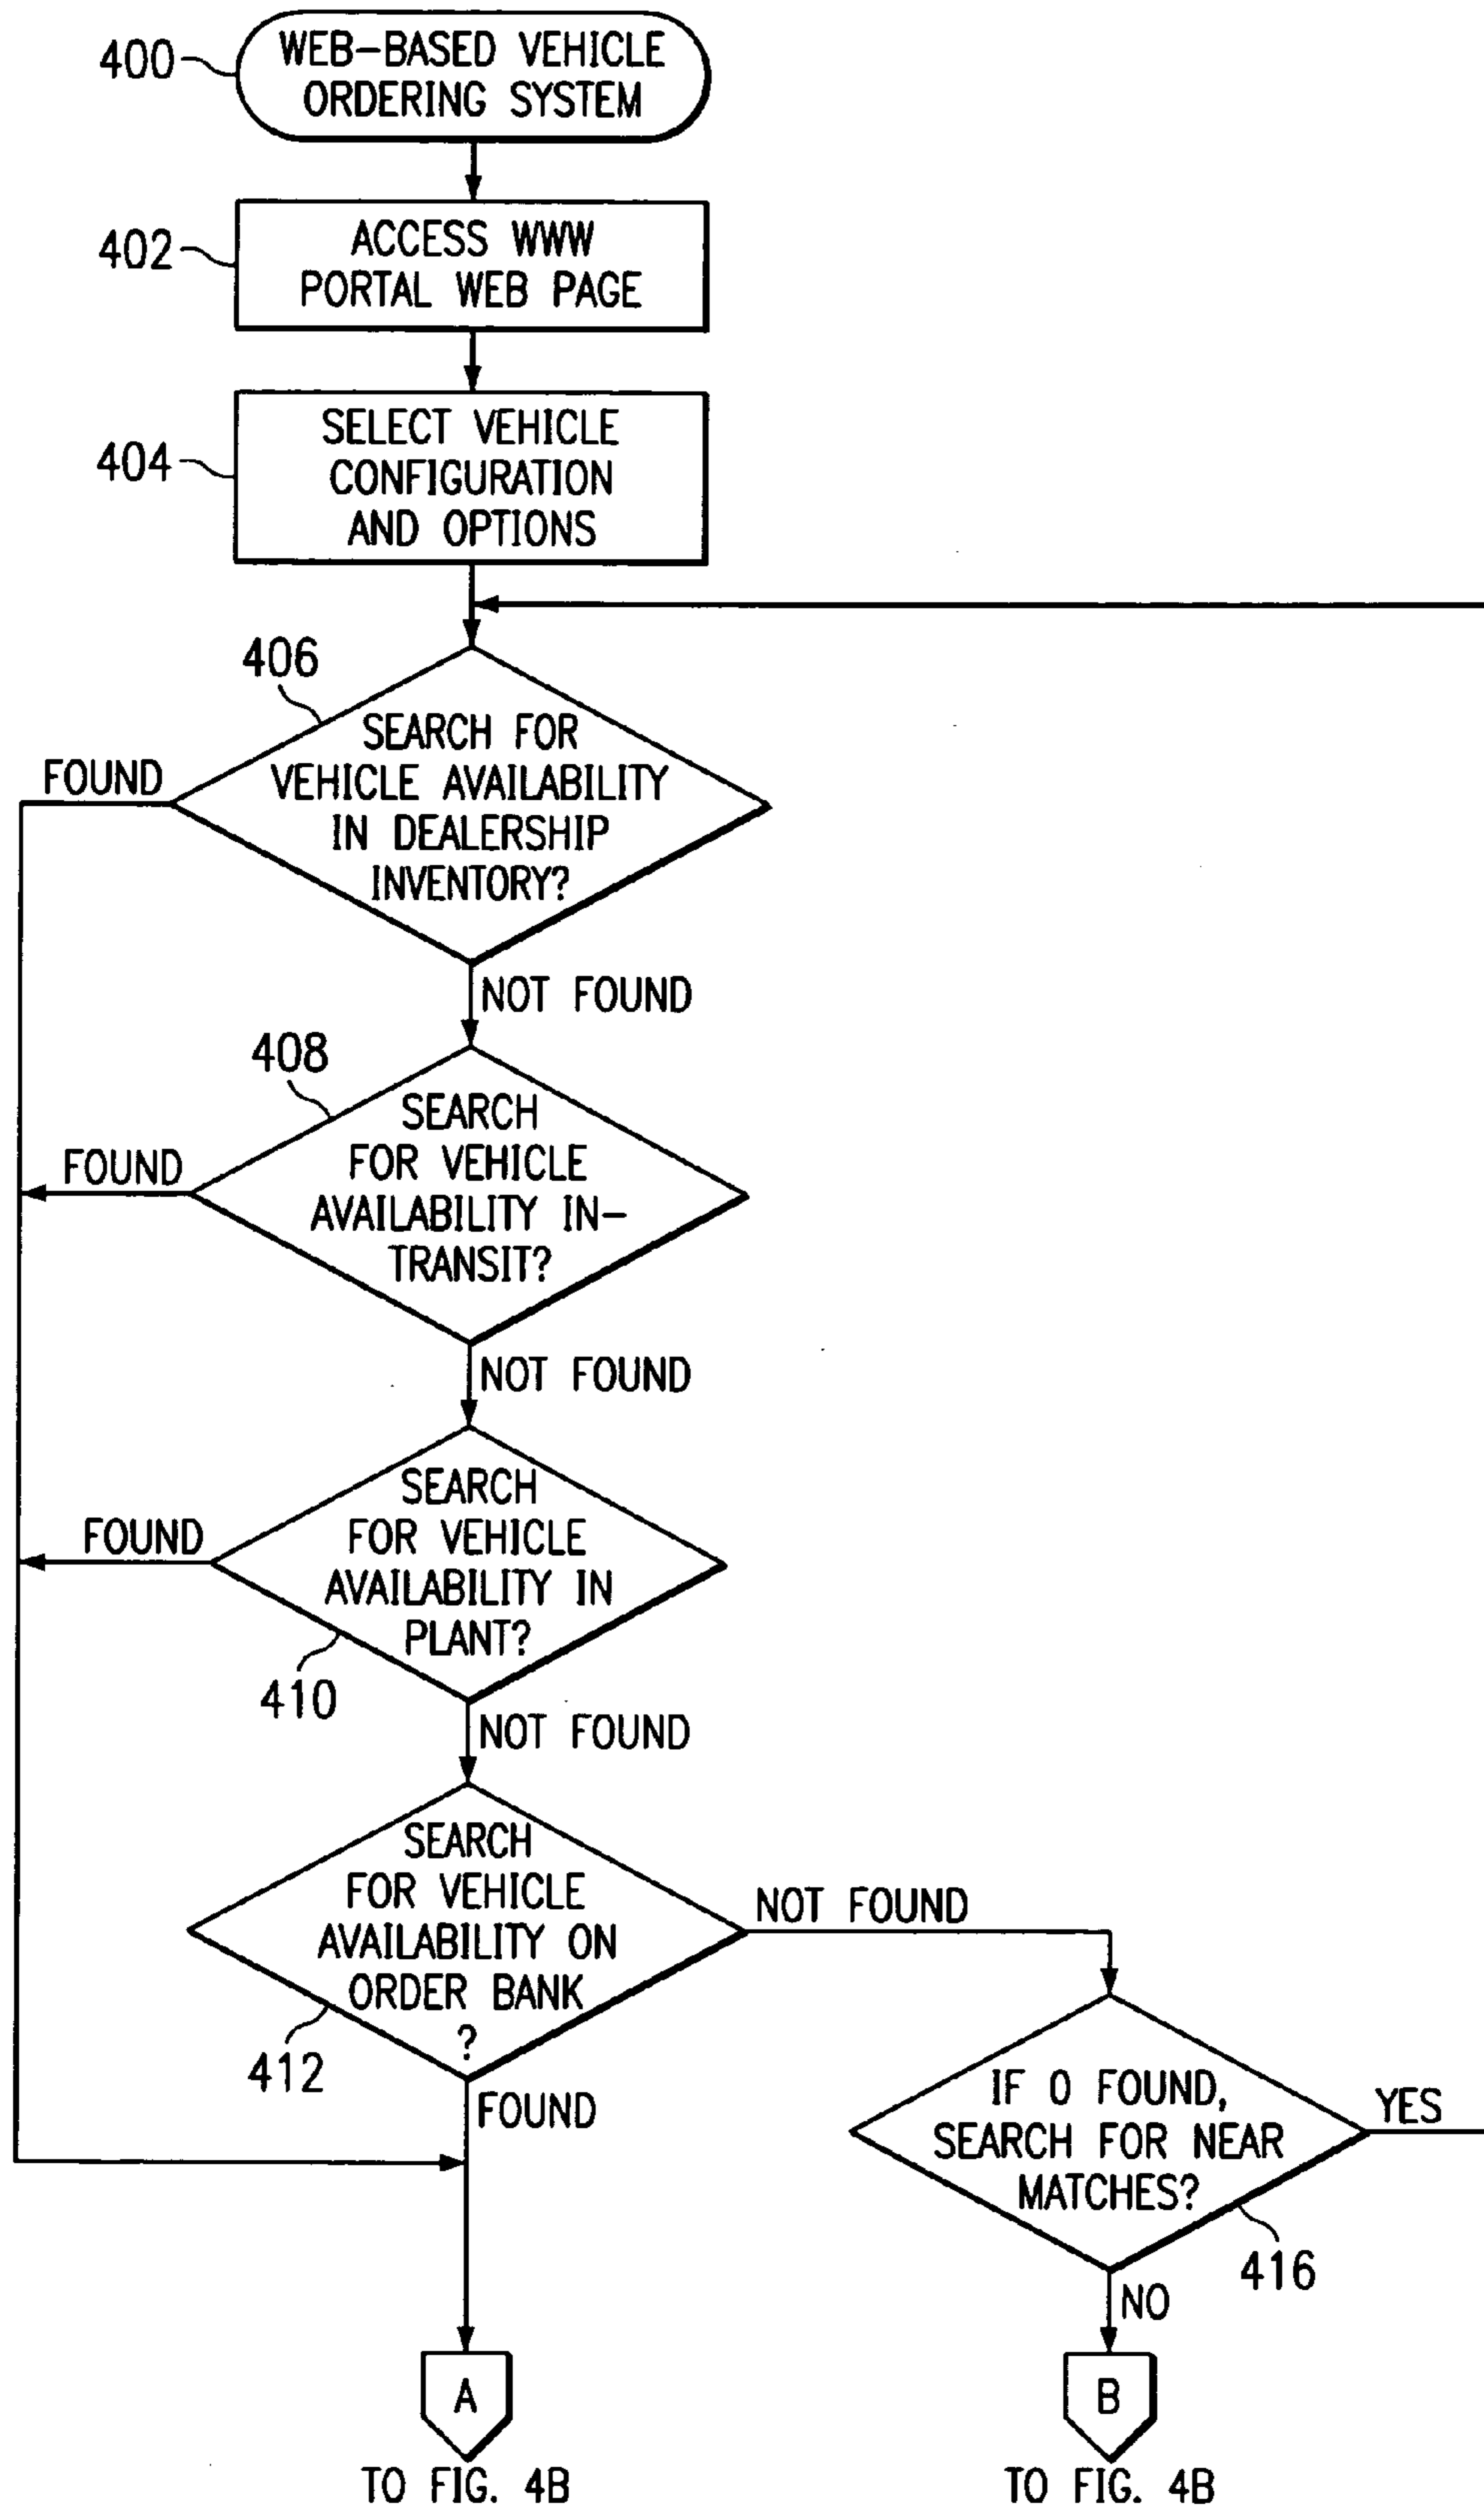 400
WEB-BASED VEHICLE
ORDERING SYSTEM
402
ACCESS WWW
PORTAL WEB PAGE
404
SELECT VEHICLE
CONFIGURATION
AND OPTIONS
406
SEARCH FOR
VEHICLE AVAILABILITY
IN DEALERSHIP
INVENTORY?
FOUND
NOT FOUND
408
SEARCH
FOR VEHICLE
AVAILABILITY IN-
TRANSIT?
FOUND
NOT FOUND
SEARCH
FOR VEHICLE
AVAILABILITY IN
PLANT?
FOUND
410
NOT FOUND
SEARCH
FOR VEHICLE
AVAILABILITY ON
ORDER BANK
?
NOT FOUND
412
FOUND
IF 0 FOUND,
SEARCH FOR NEAR
MATCHES?
YES
416
NO
A
TO FIG. 4B
B
TO FIG. 4B